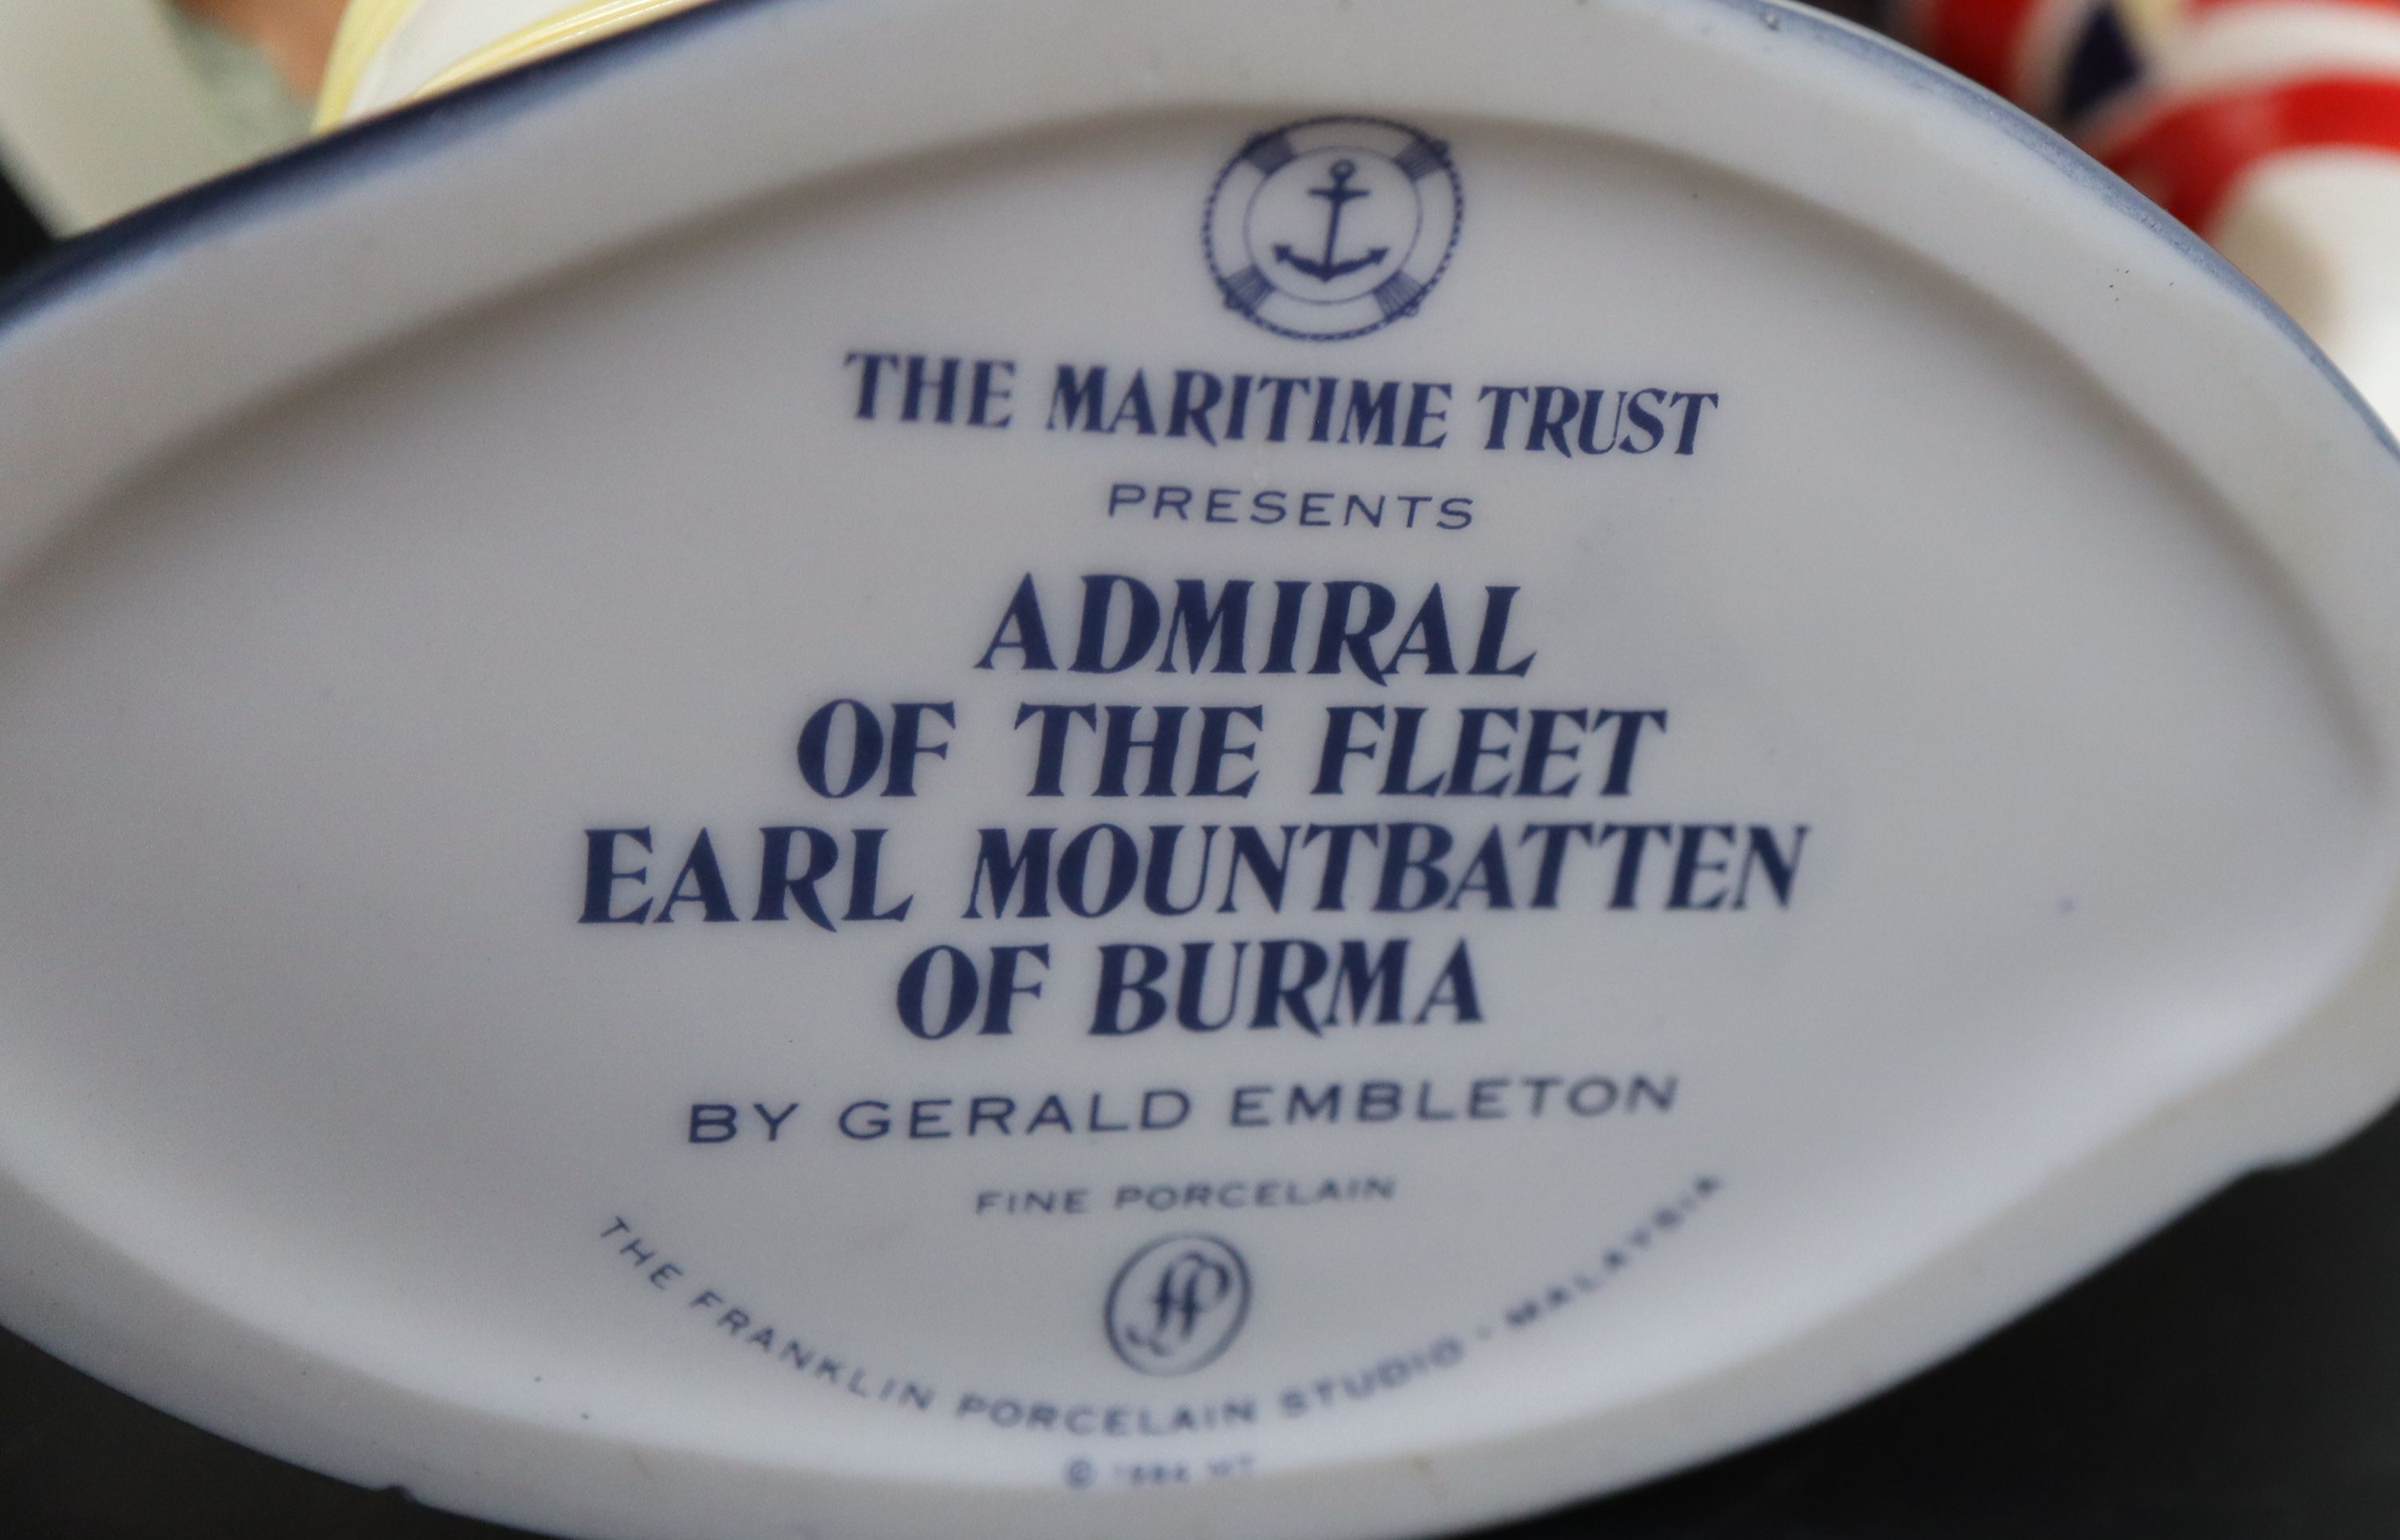 THE MARITIME TRUST
PRESENTS
ADMIRAL
OF THE FLEET
EARL MOUNTBATTEN
OF BURMA
BY GERALD EMBLETON
FINE PORCELAIN
THE FRANKLIN PORCELAIN STUDIO · MALAYSIA
©